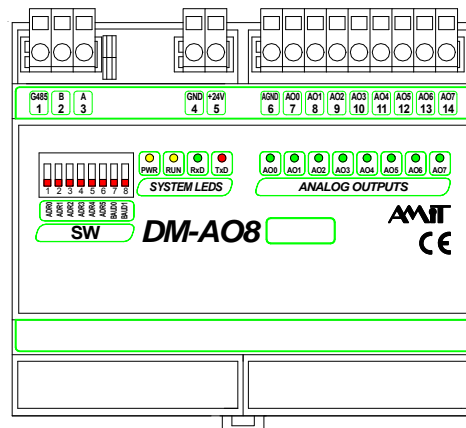 G485 B A GND +24V AGND AO0 AO1 AO2 AO3 AO4 AO5 AO6 AO7
1 2 3 4 5 6 7 8 9 10 11 12 13 14
PWR RUN RxD TxD AO0 AO1 AO2 AO3 AO4 AO5 AO6 AO7
1 2 3 4 5 6 7 8
SYSTEM LEDS ANALOG OUTPUTS
ADR0 ADR1 ADR2 ADR3 ADR4 ADR5 BAUD0 BAUD1
SW
DM-AO8
AMiT
CE